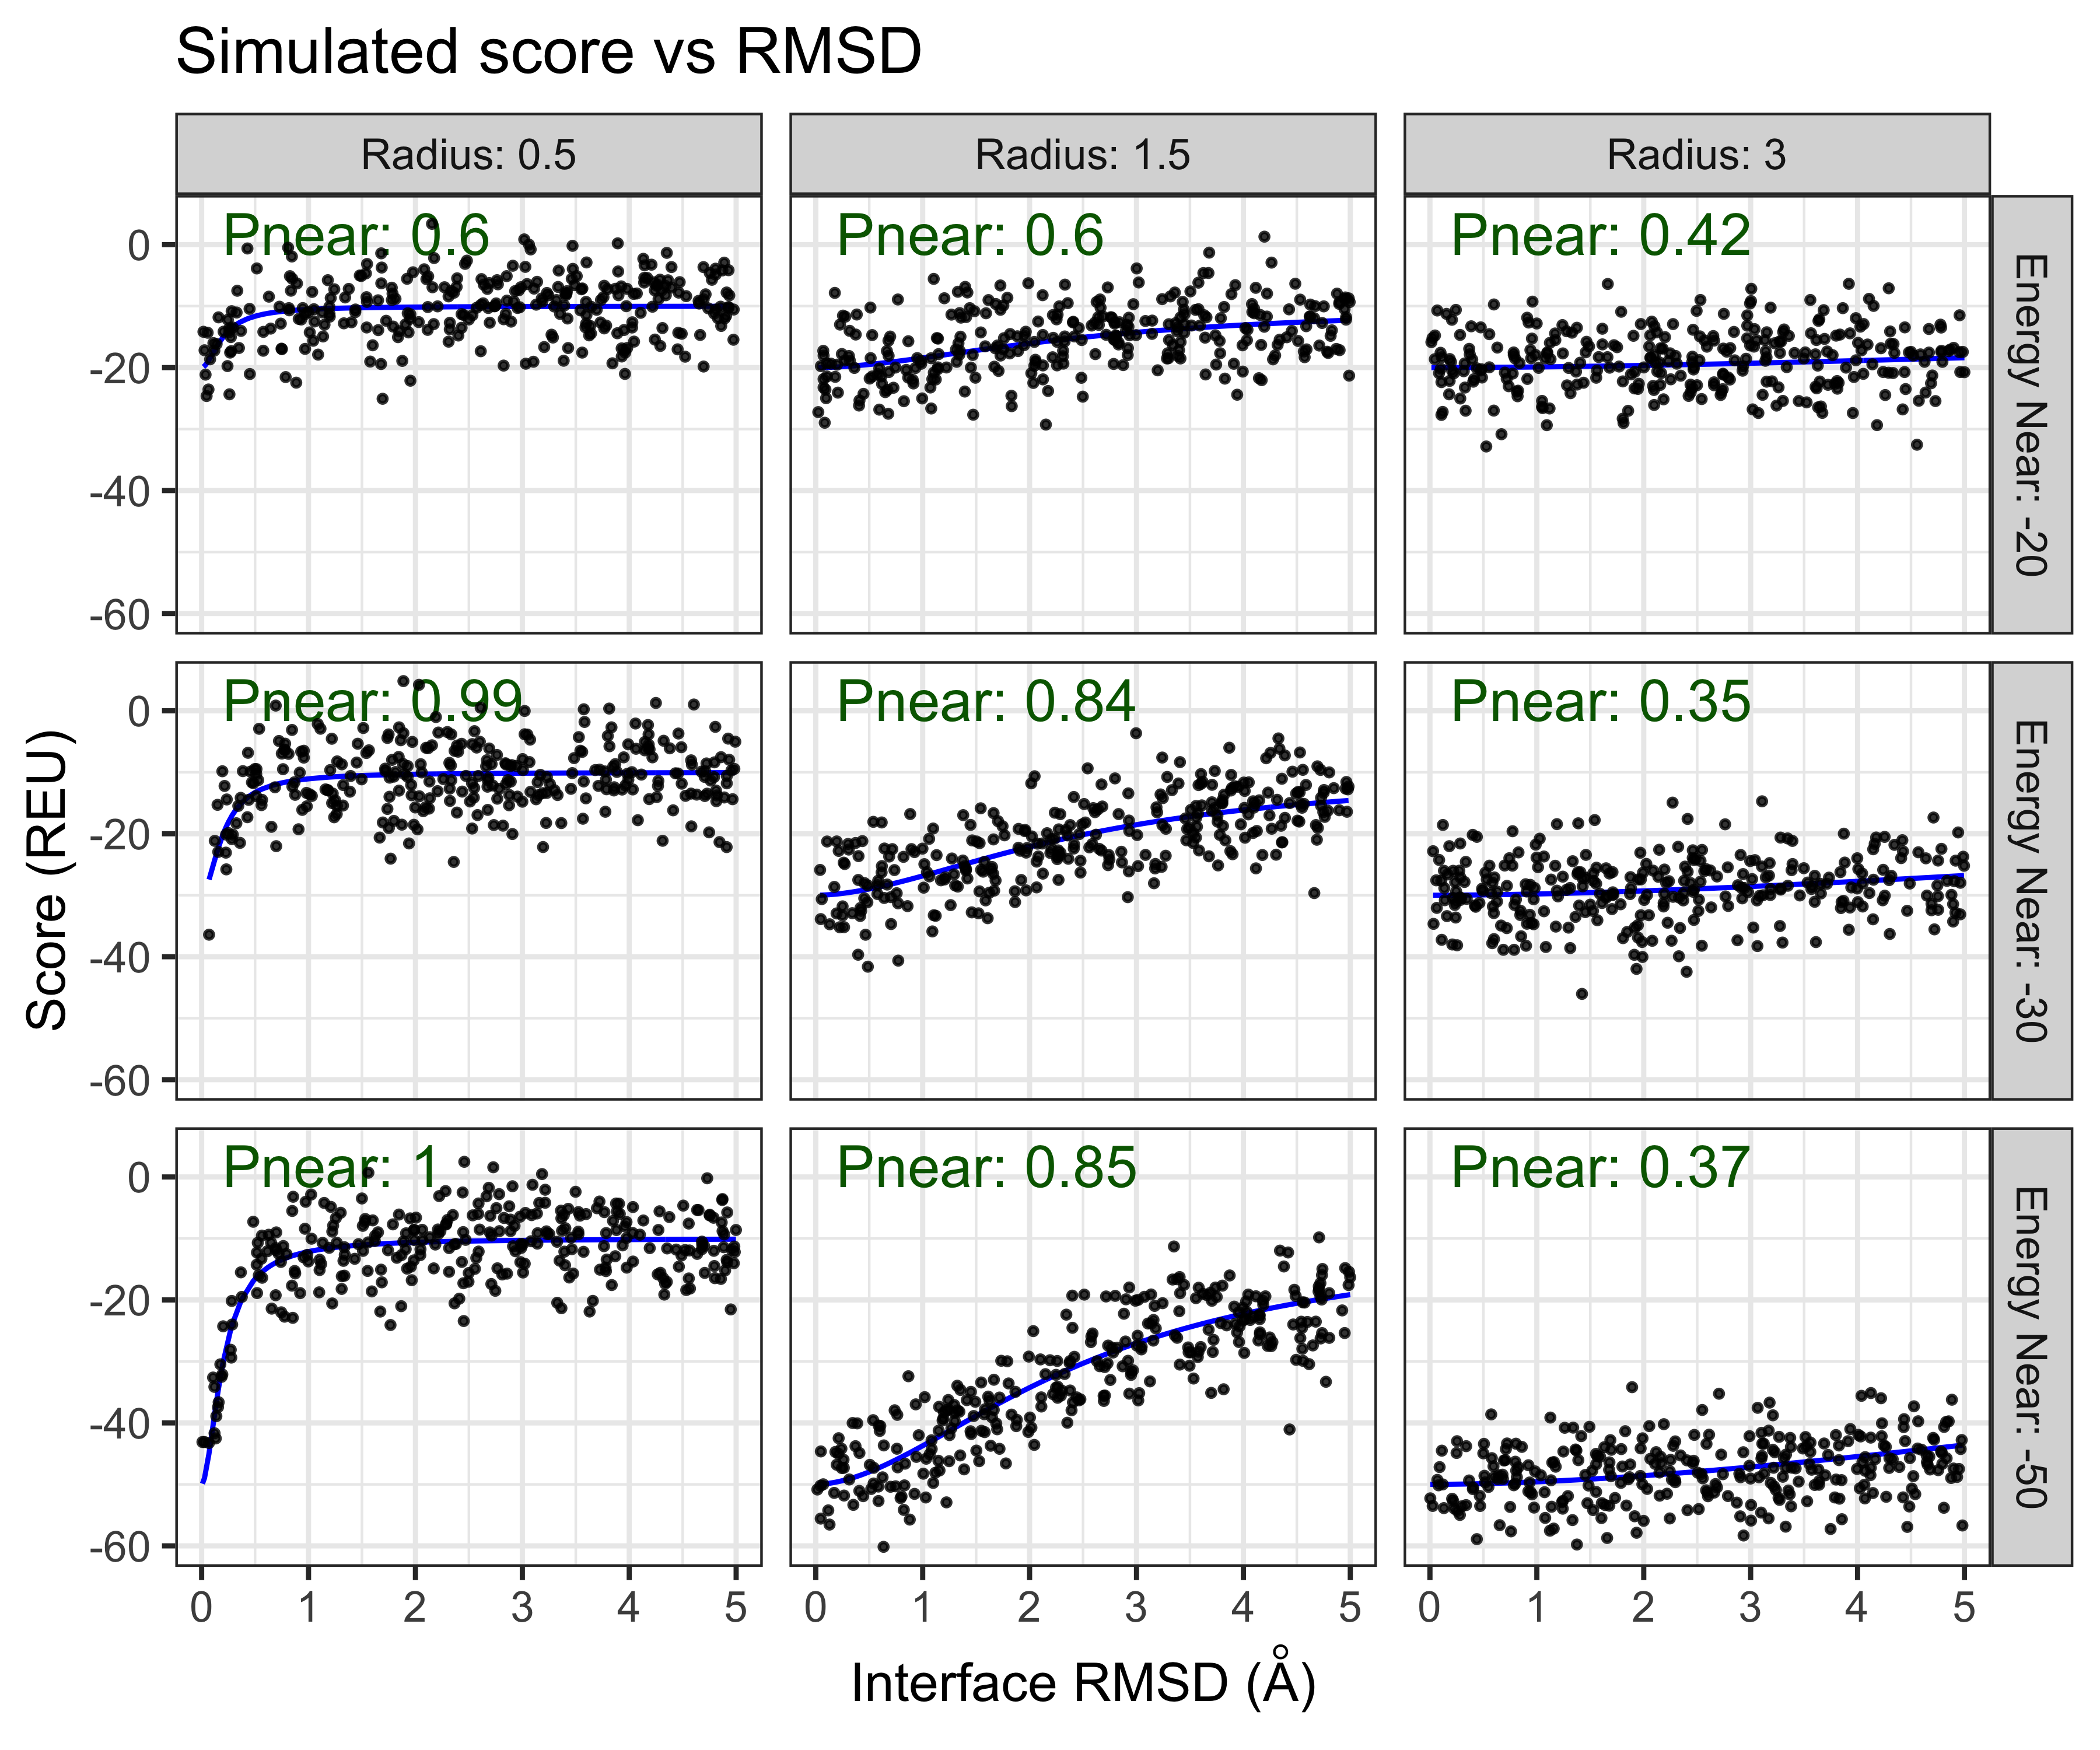 Simulated score vs RMSD
Radius: 0.5
Radius: 1.5
Radius: 3
Pnear: 0.6
Pnear: 0.6
Pnear: 0.42
Energy Near: -20
0
-20
-40
-60
Pnear: 0.99
Pnear: 0.84
Pnear: 0.35
Energy Near: -30
0
-20
-40
-60
Score (REU)
Pnear: 1
Pnear: 0.85
Pnear: 0.37
Energy Near: -50
0
-20
-40
-60
0 1 2 3 4 5
0 1 2 3 4 5
0 1 2 3 4 5
Interface RMSD (Å)